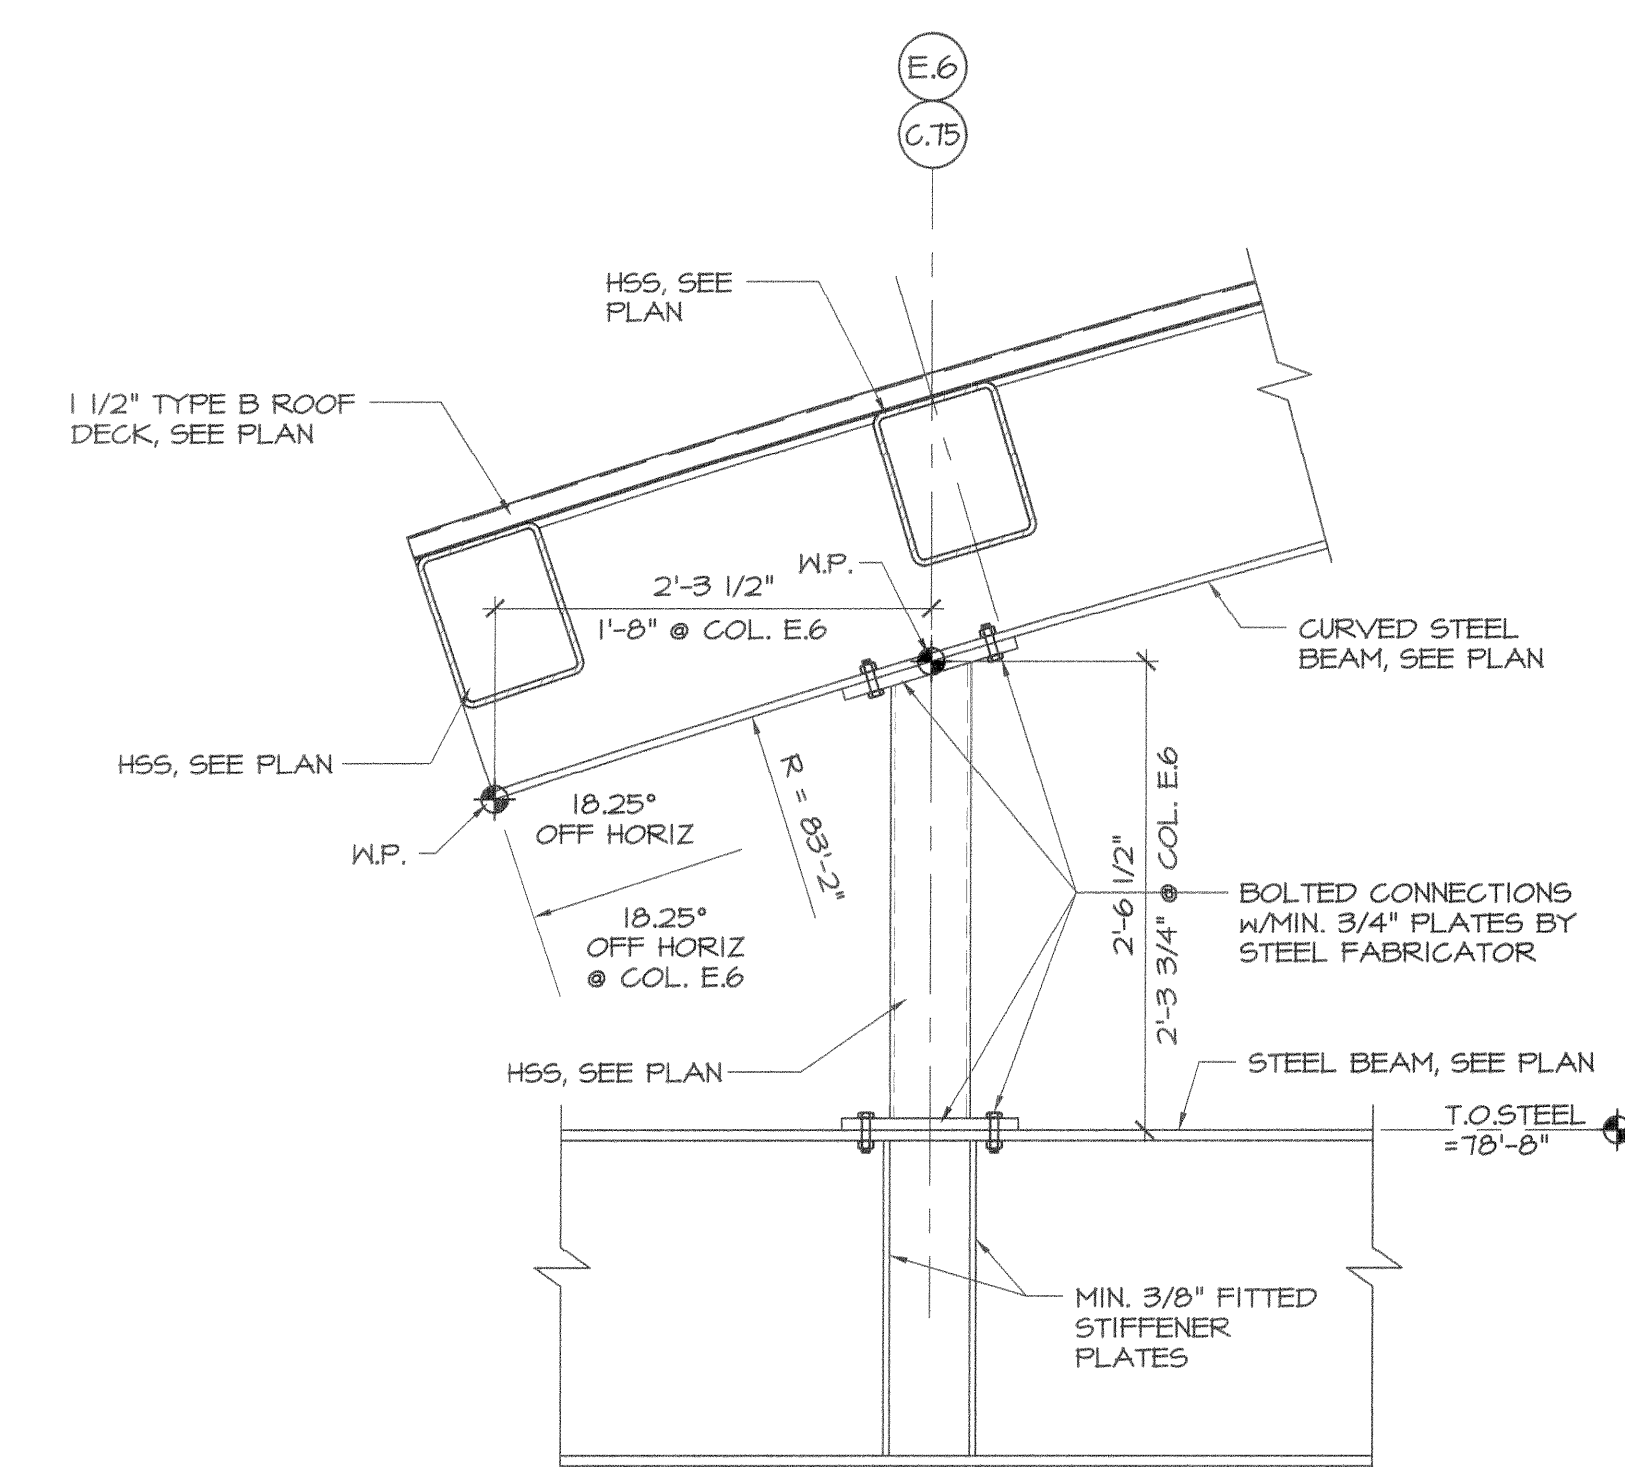 E.6
C.75
HSS, SEE
PLAN
1 1/2" TYPE B ROOF
DECK, SEE PLAN
W.P.
2'-3 1/2"
1'-8" @ COL. E.6
CURVED STEEL
BEAM, SEE PLAN
HSS, SEE PLAN
R = 83'-2"
18.25°
OFF HORIZ
W.P.
2'-6 1/2"
2'-3 3/4" @ COL. E.6
BOLTED CONNECTIONS
W/MIN. 3/4" PLATES BY
STEEL FABRICATOR
18.25°
OFF HORIZ
@ COL. E.6
HSS, SEE PLAN
STEEL BEAM, SEE PLAN
T.O.STEEL
=78'-8"
MIN. 3/8" FITTED
STIFFENER
PLATES